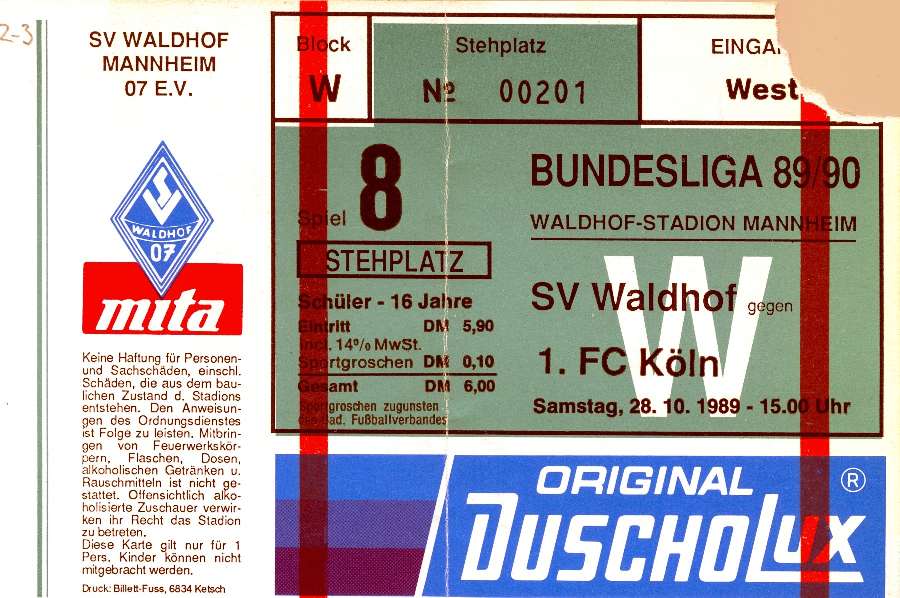 2-3
SV WALDHOF
MANNHEIM
07 E.V.
WALDHOF
07
mita
Keine Haftung für Personen-
und Sachschäden, einschl.
Schäden, die aus dem bau-
lichen Zustand d. Stadions
entstehen. Den Anweisun-
gen des Ordnungsdienstes
ist Folge zu leisten. Mitbrin-
gen von Feuerwerkskör-
pern, Flaschen, Dosen,
alkoholischen Getränken u.
Rauschmitteln ist nicht ge-
stattet. Offensichtlich alko-
holisierte Zuschauer verwir-
ken ihr Recht das Stadion
zu betreten.
Diese Karte gilt nur für 1
Pers. Kinder können nicht
mitgebracht werden.
Druck: Billett-Fuss, 6834 Ketsch
Block
W
Stehplatz
№ 00201
EINGA
West
Spiel 8
STEHPLATZ
Schüler - 16 Jahre
Eintritt DM 5,90
incl. 14% MwSt.
Sportgroschen DM 0,10
Gesamt DM 6,00
Sportgroschen zugunsten
des Bad. Fußballverbandes
BUNDESLIGA 89/90
WALDHOF-STADION MANNHEIM
W
SV Waldhof gegen
1. FC Köln
Samstag, 28. 10. 1989 - 15.00 Uhr
ORIGINAL ®
DUSCHOLUX